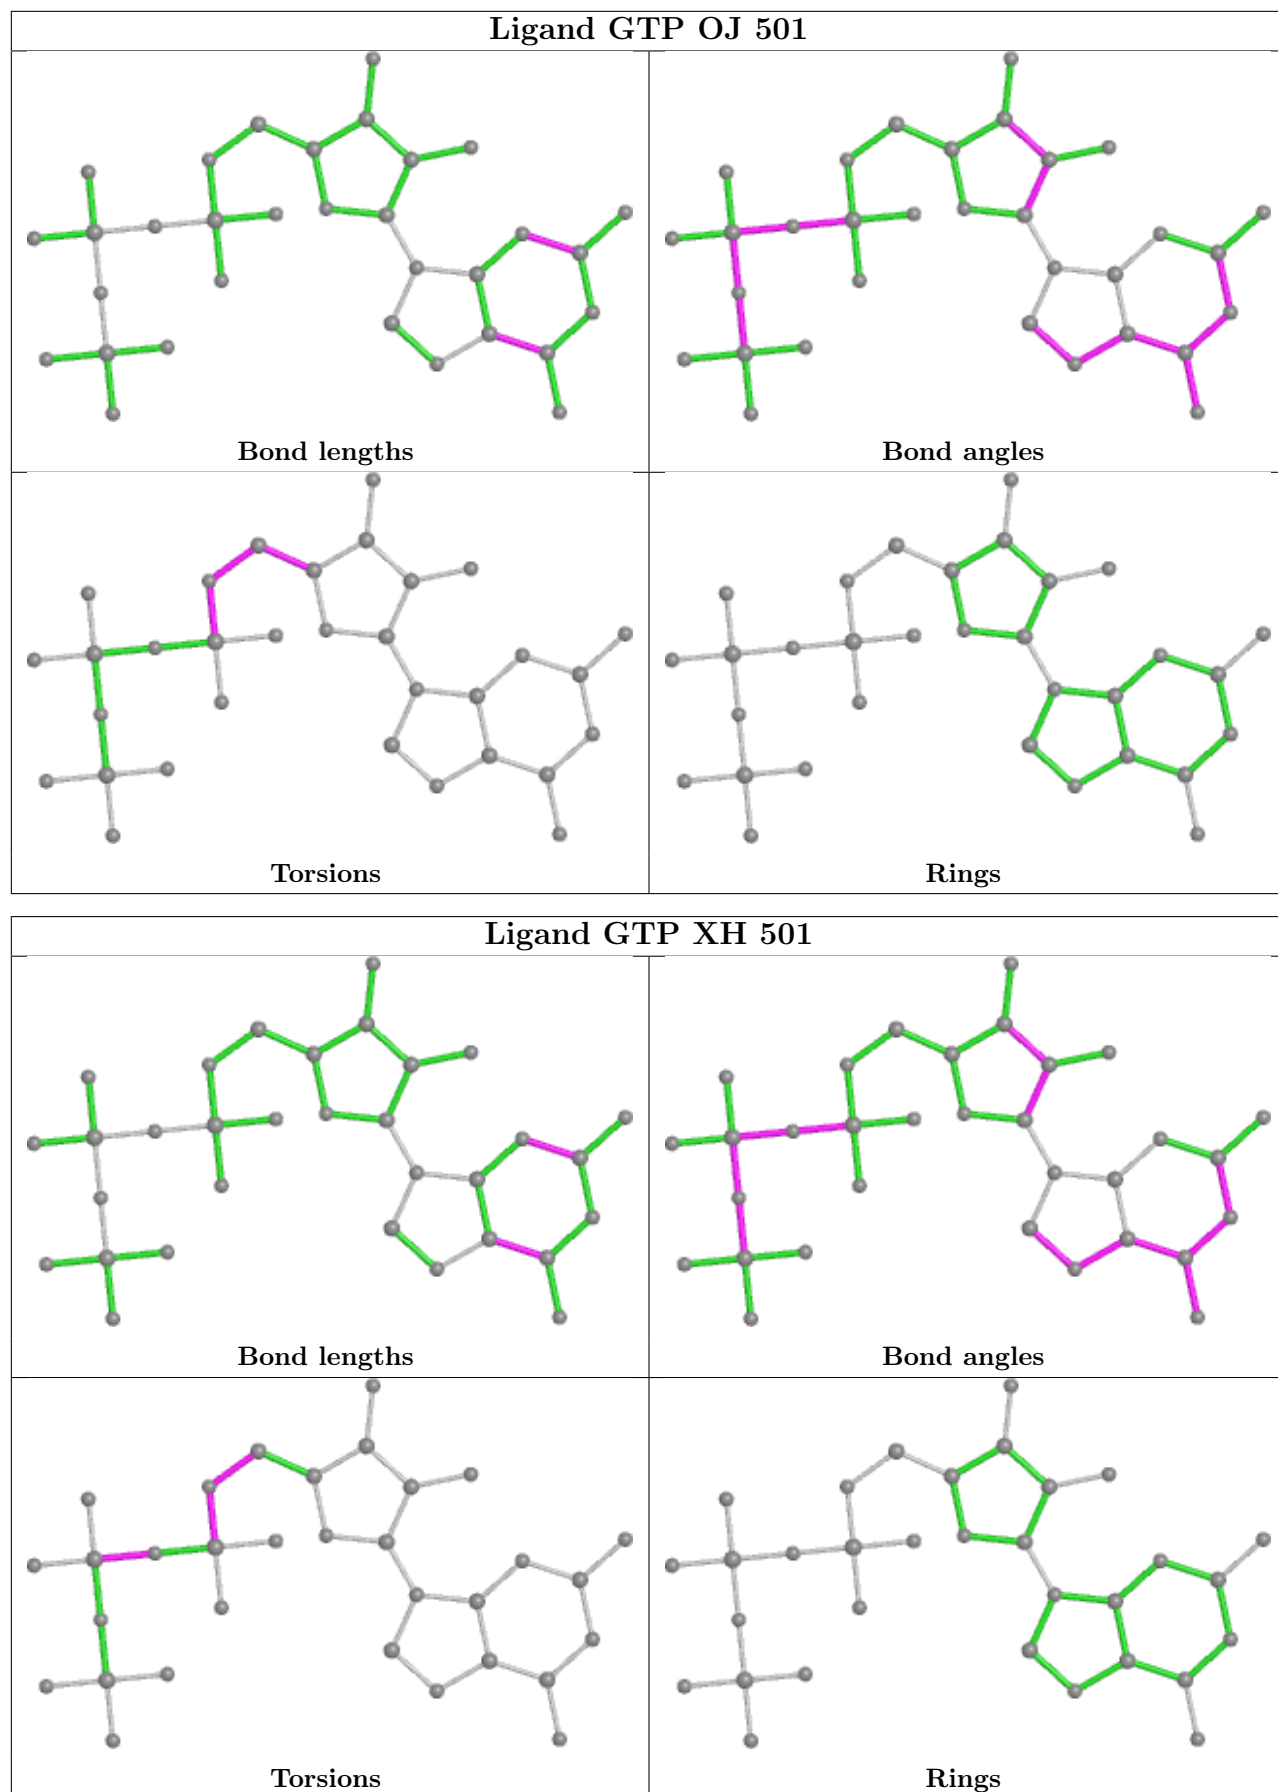 Ligand GTP OJ 501
Bond lengths
Bond angles
Torsions
Rings
Ligand GTP XH 501
Bond lengths
Bond angles
Torsions
Rings